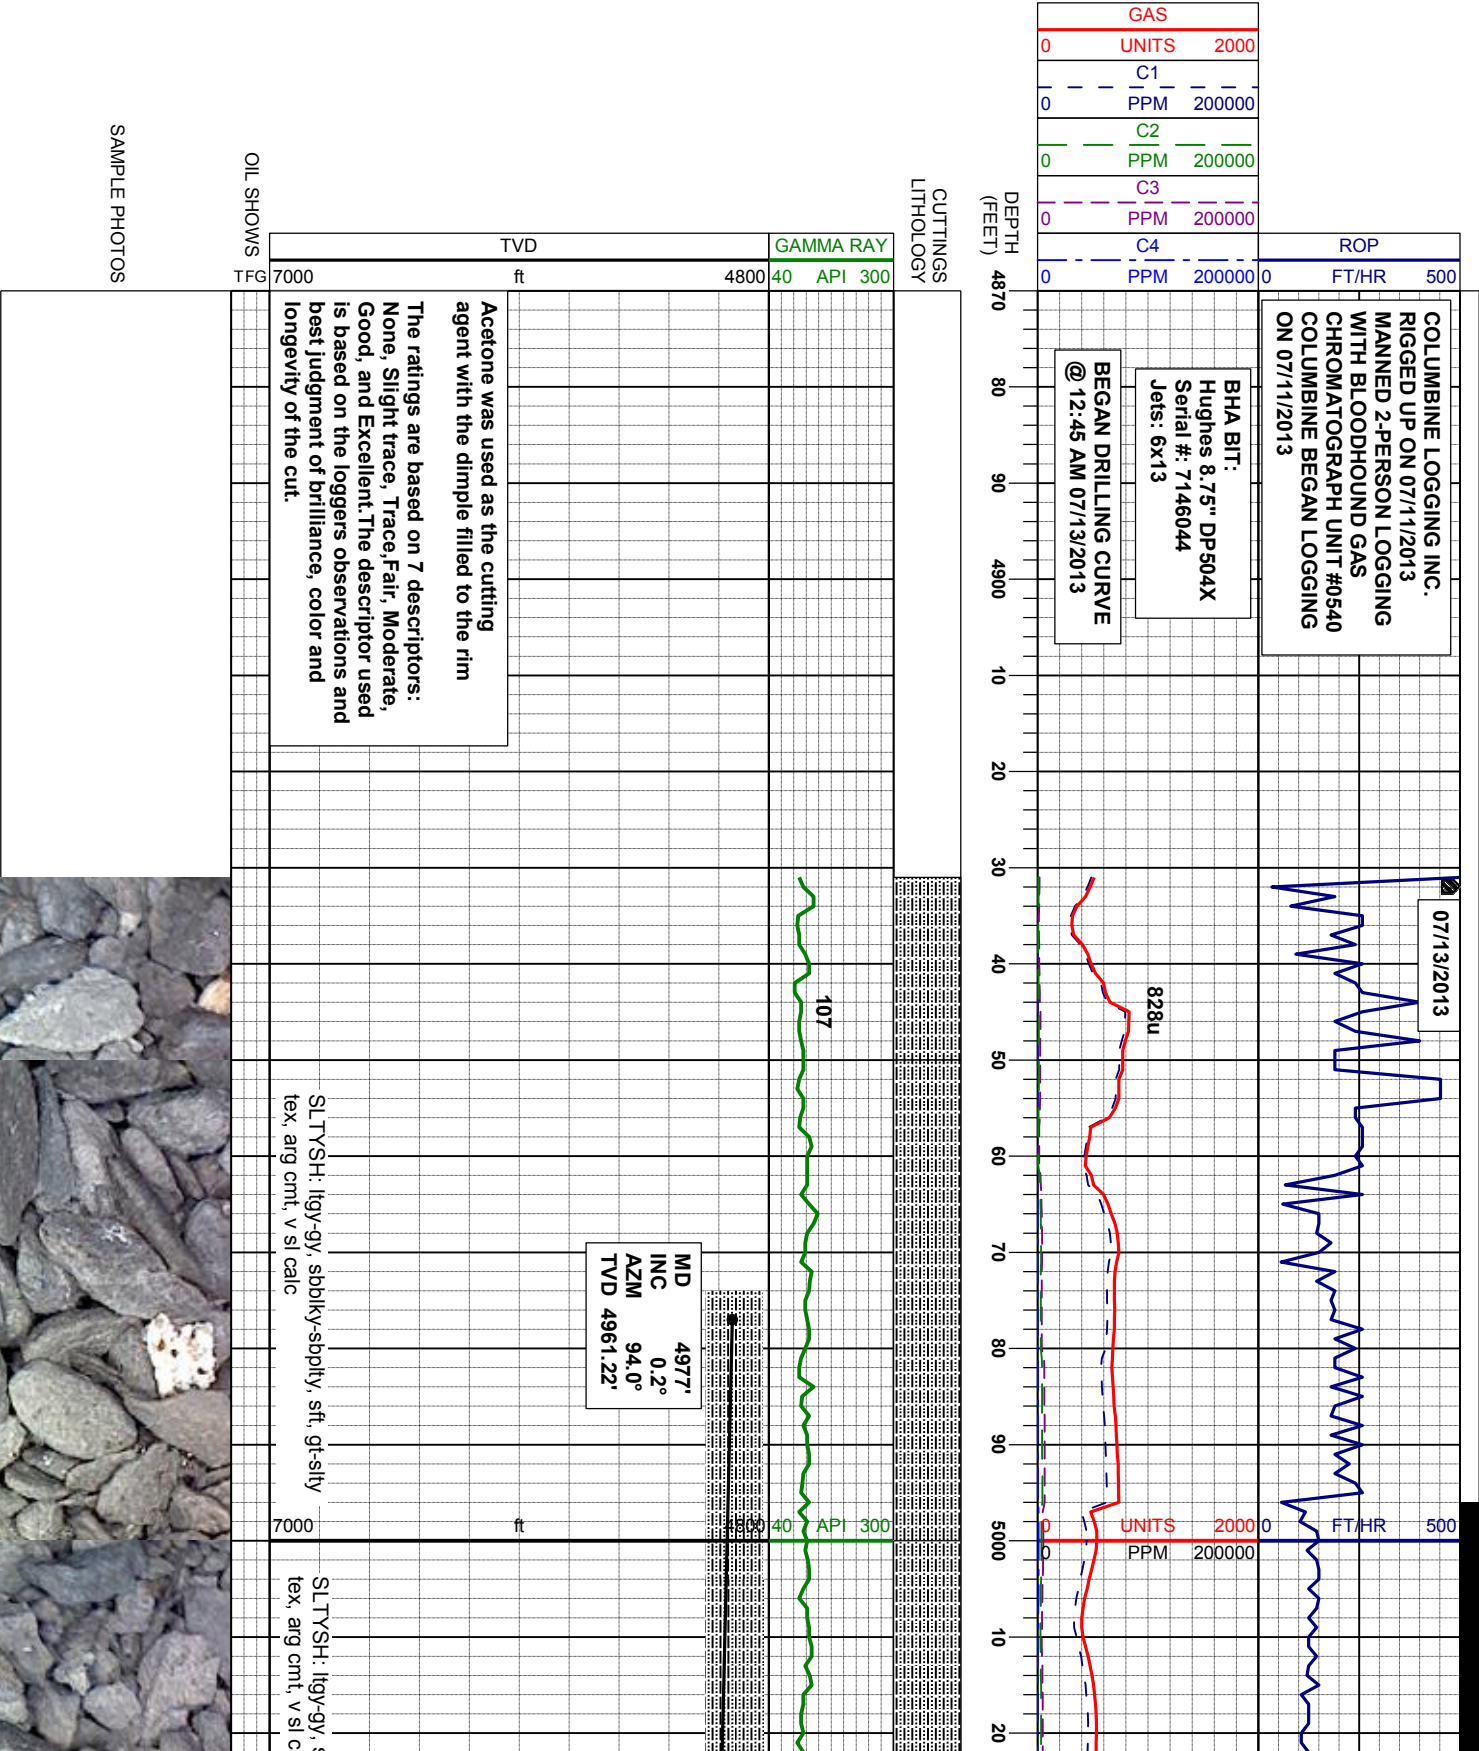 GAS
0 UNITS 2000
C1
0 PPM 200000
C2
0 PPM 200000
C3
0 PPM 200000
C4
0 PPM 200000
ROP
0 FT/HR 500
DEPTH
(FEET)
CUTTINGS
LITHOLOGY
GAMMA RAY
40 API 300
TVD
7000 ft 4800
OIL SHOWS
TFG
SAMPLE PHOTOS
4870
80
90
4900
10
20
30
40
50
60
70
80
90
5000
10
20
COLUMBINE LOGGING INC.
RIGGED UP ON 07/11/2013
MANNED 2-PERSON LOGGING
WITH BLOODHOUND GAS
CHROMATOGRAPH UNIT #0540
COLUMBINE BEGAN LOGGING
ON 07/11/2013
BHA BIT:
Hughes 8.75" DP504X
Serial #: 7146044
Jets: 6x13
BEGAN DRILLING CURVE
@ 12:45 AM 07/13/2013
Acetone was used as the cutting
agent with the dimple filled to the rim
The ratings are based on 7 descriptors:
None, Slight trace, Trace,Fair, Moderate,
Good, and Excellent.The descriptor used
is based on the loggers observations and
best judgment of brilliance, color and
longevity of the cut.
07/13/2013
828u
107
MD 4977'
INC 0.2°
AZM 94.0°
TVD 4961.22'
SLTYSH: ltgy-gy, sbblky-sbplty, sft, gt-slty
tex, arg cmt, v sl calc
7000 ft 4800
40 API 300
0 UNITS 2000
0 PPM 200000
0 FT/HR 500
SLTYSH: ltgy-gy, s
tex, arg cmt, v sl c